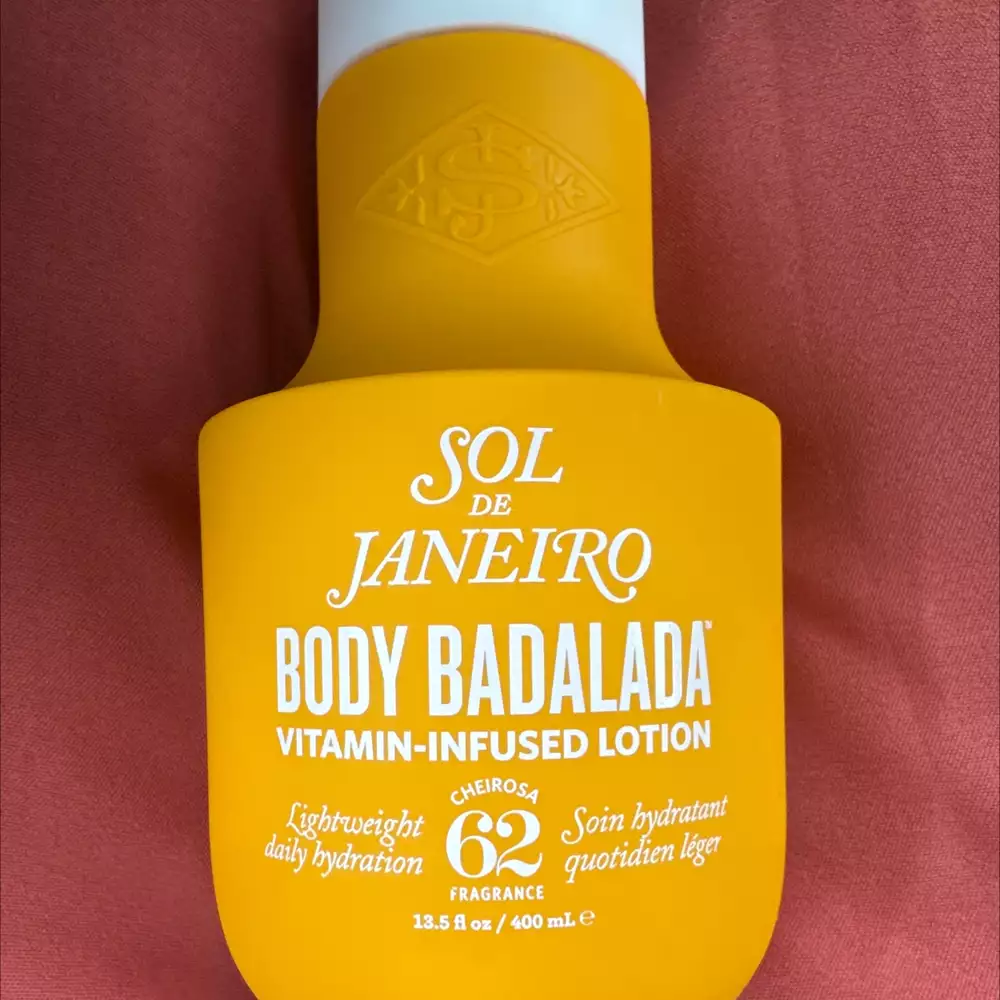 SJ
SOL
DE
JANEIRO
BODY BADALADA™
VITAMIN-INFUSED LOTION
Lightweight
daily hydration
CHEIROSA
62
FRAGRANCE
Soin hydratant
quotidien léger
13.5 fl oz / 400 mL ℮